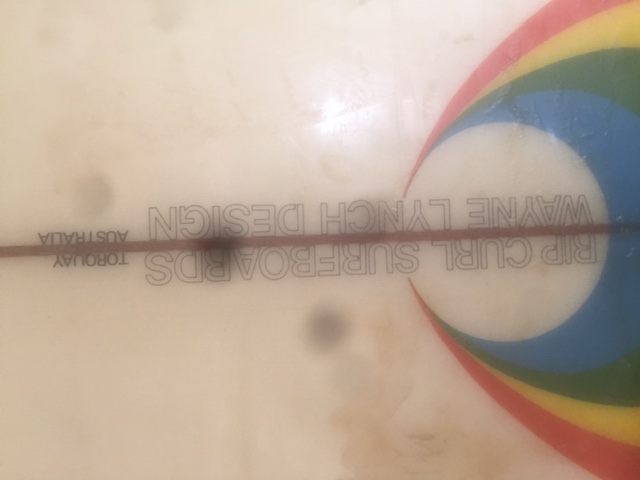 RIP CURL SURFBOARDS
WAYNE LYNCH DESIGN
TORQUAY
AUSTRALIA